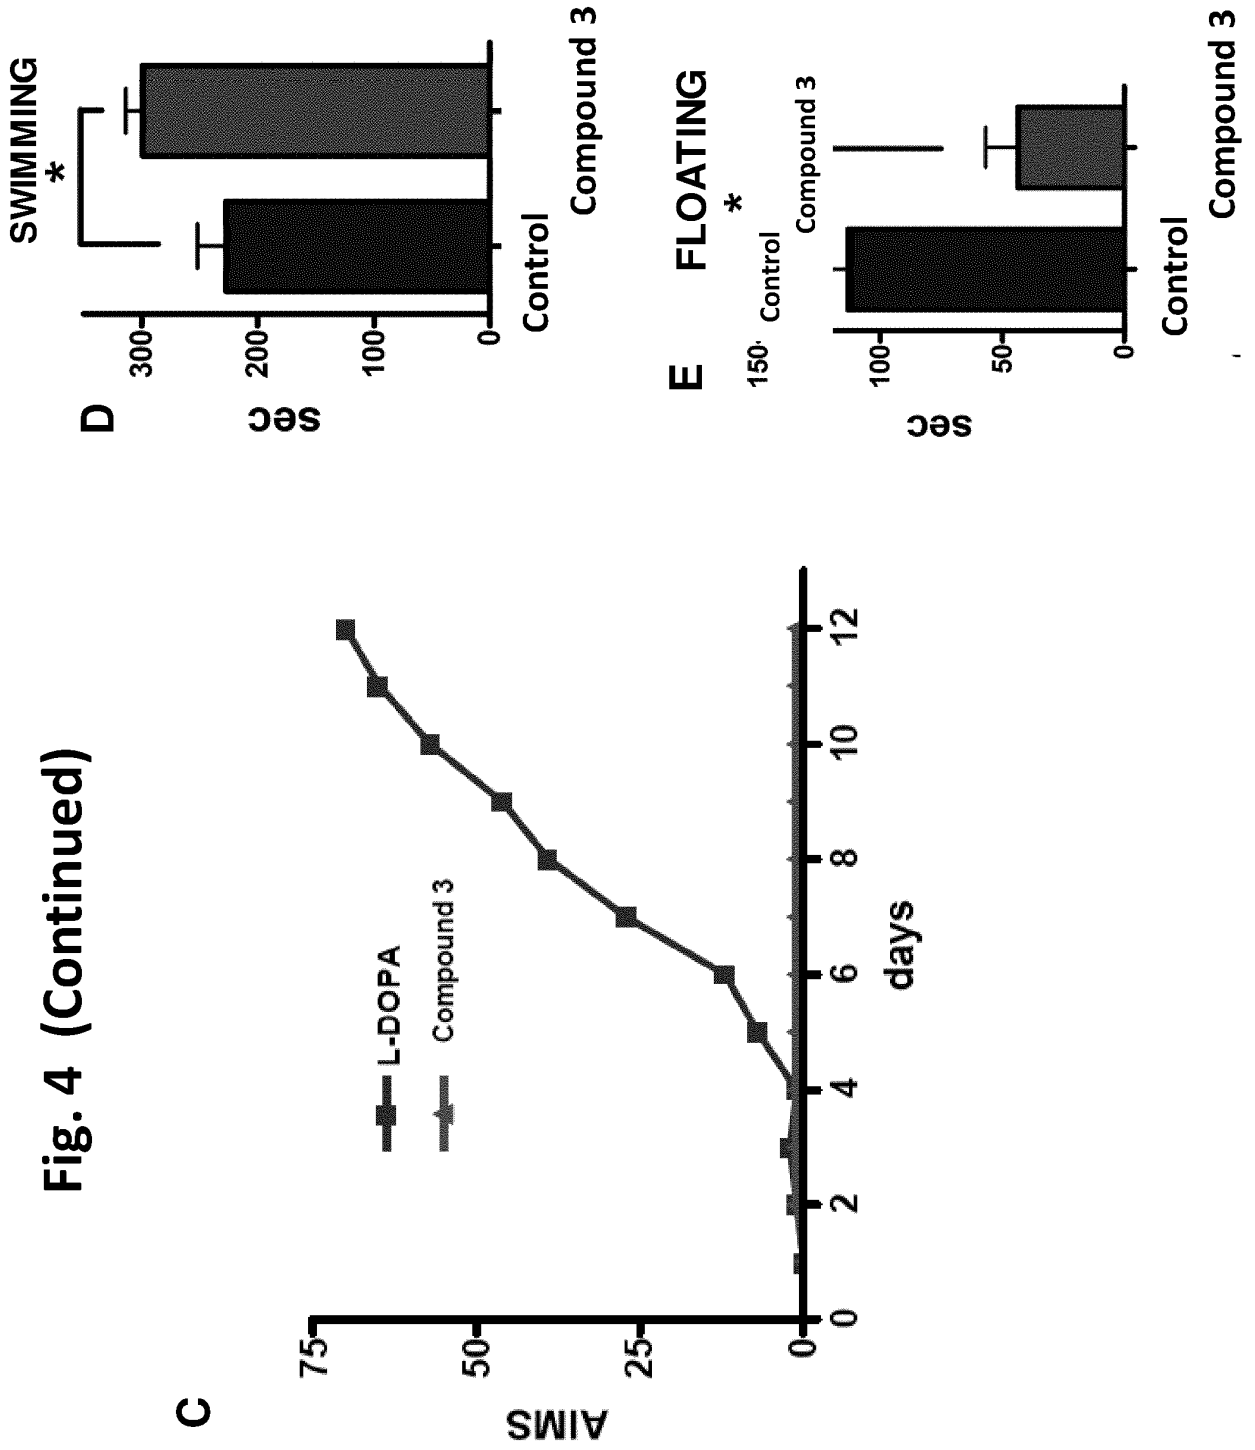 Fig. 4 (Continued)
C
AIMS
75
50
25
0
0
2
4
6
8
10
12
days
L-DOPA
Compound 3
D
SWIMMING
*
sec
300
200
100
0
Control
Compound 3
E
FLOATING
*
150
Control
Compound 3
sec
100
50
0
Control
Compound 3